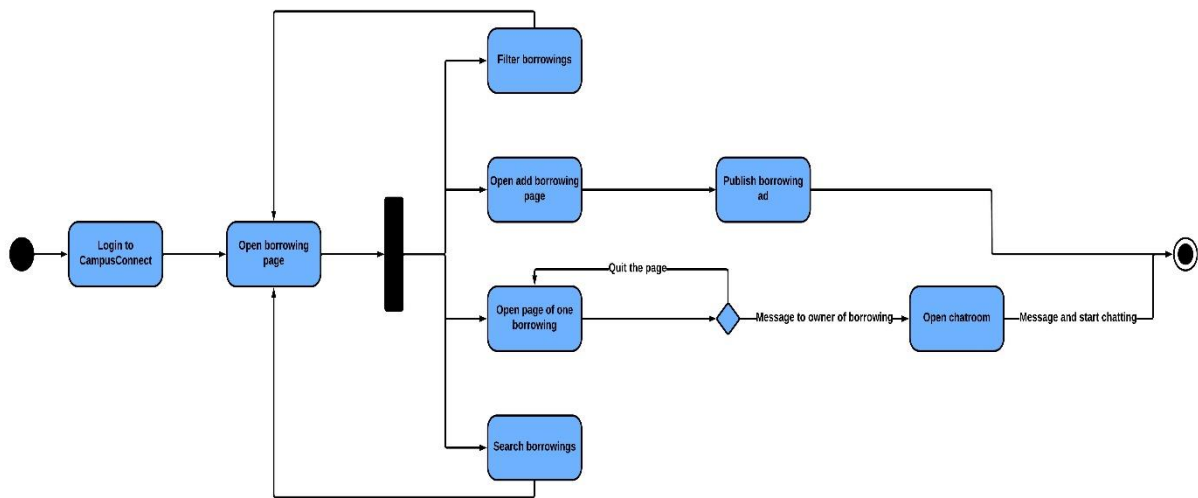 Filter borrowings
Open add borrowing
page
Publish borrowing
ad
Login to
CampusConnect
Open borrowing
page
Quit the page
Open page of one
borrowing
Message to owner of borrowing
Open chatroom
Message and start chatting
Search borrowings